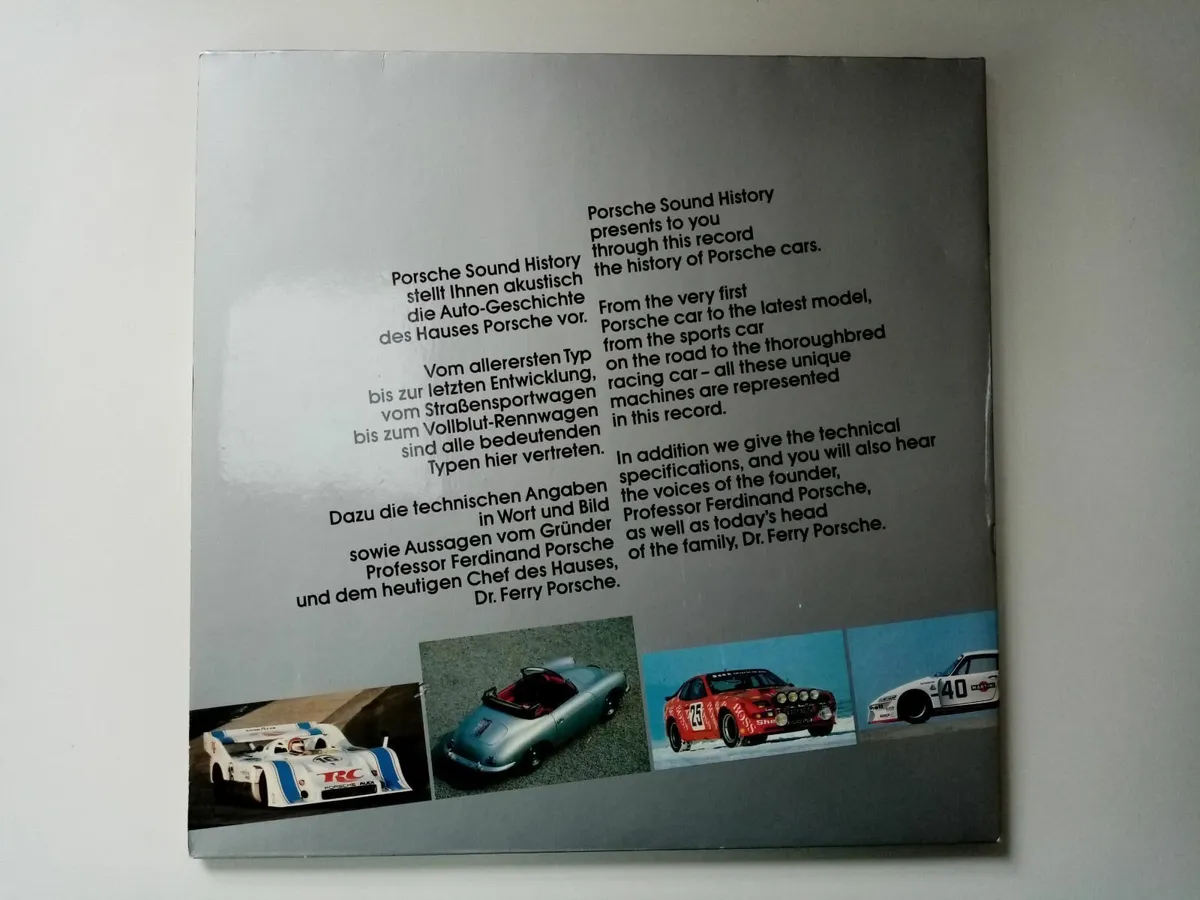 Porsche Sound History
stellt Ihnen akustisch
die Auto-Geschichte
des Hauses Porsche vor.
Vom allerersten Typ
bis zur letzten Entwicklung,
vom Straßensportwagen
bis zum Vollblut-Rennwagen
sind alle bedeutenden
Typen hier vertreten.
Dazu die technischen Angaben
in Wort und Bild
sowie Aussagen vom Gründer
Professor Ferdinand Porsche
und dem heutigen Chef des Hauses,
Dr. Ferry Porsche.
Porsche Sound History
presents to you
through this record
the history of Porsche cars.
From the very first
Porsche car to the latest model,
from the sports car
on the road to the thoroughbred
racing car – all these unique
machines are represented
in this record.
In addition we give the technical
specifications, and you will also hear
the voices of the founder,
Professor Ferdinand Porsche,
as well as today's head
of the family, Dr. Ferry Porsche.
RC
PORSCHE AUDI
25
BOSS
Shell
40
MARTINI